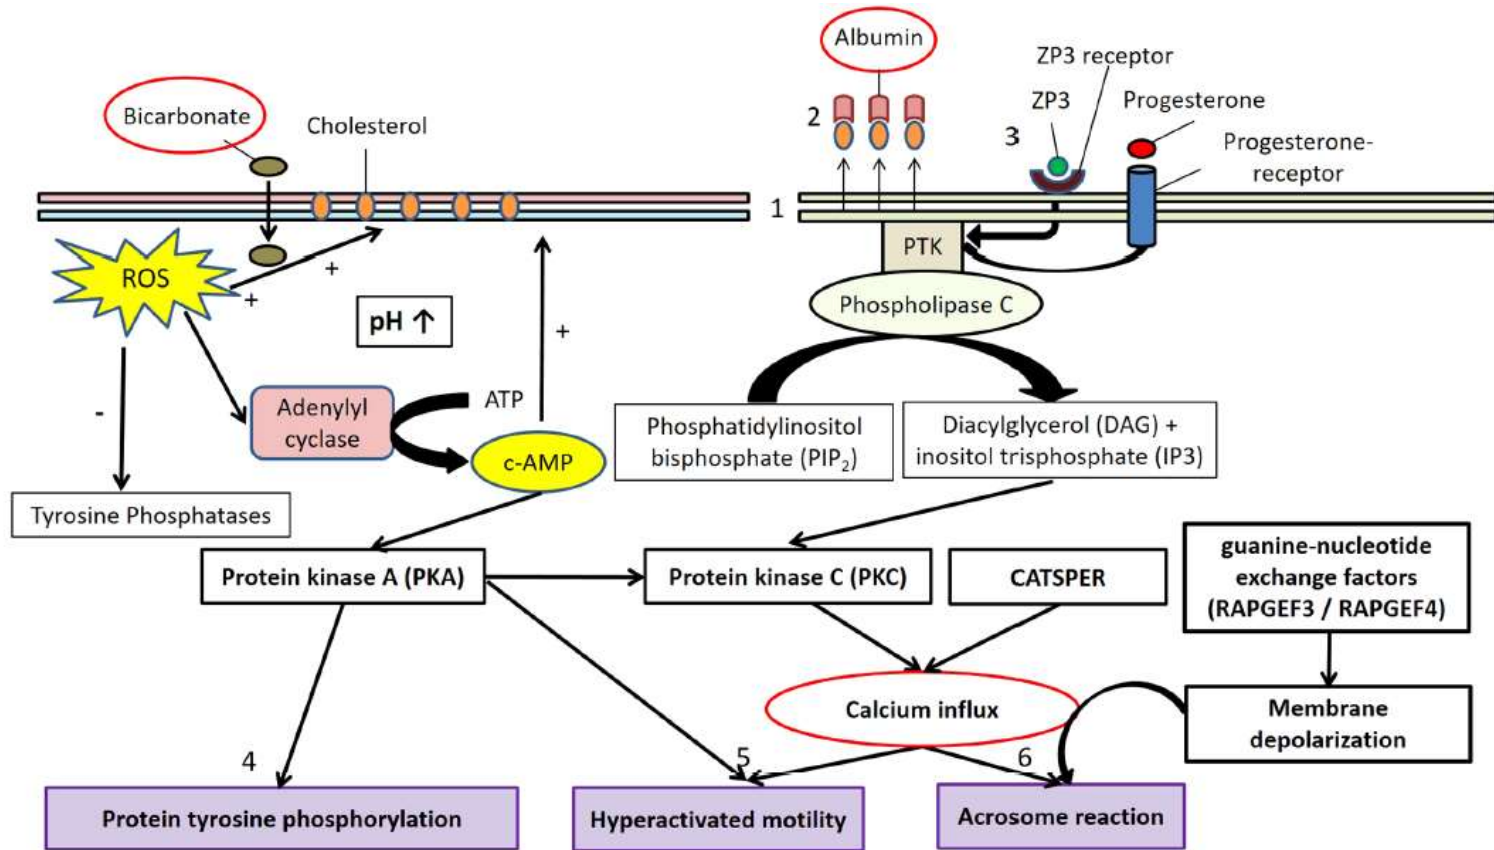 Albumin
ZP3 receptor
Bicarbonate
Cholesterol
2
ZP3
Progesterone
3
Progesterone-
receptor
1
ROS
+
+
PTK
pH ↑
+
Phospholipase C
-
Adenylyl
cyclase
ATP
c-AMP
Phosphatidylinositol
bisphosphate (PIP₂)
Diacylglycerol (DAG) +
inositol trisphosphate (IP3)
Tyrosine Phosphatases
Protein kinase A (PKA)
Protein kinase C (PKC)
CATSPER
guanine-nucleotide
exchange factors
(RAPGEF3 / RAPGEF4)
Calcium influx
Membrane
depolarization
4
5
6
Protein tyrosine phosphorylation
Hyperactivated motility
Acrosome reaction